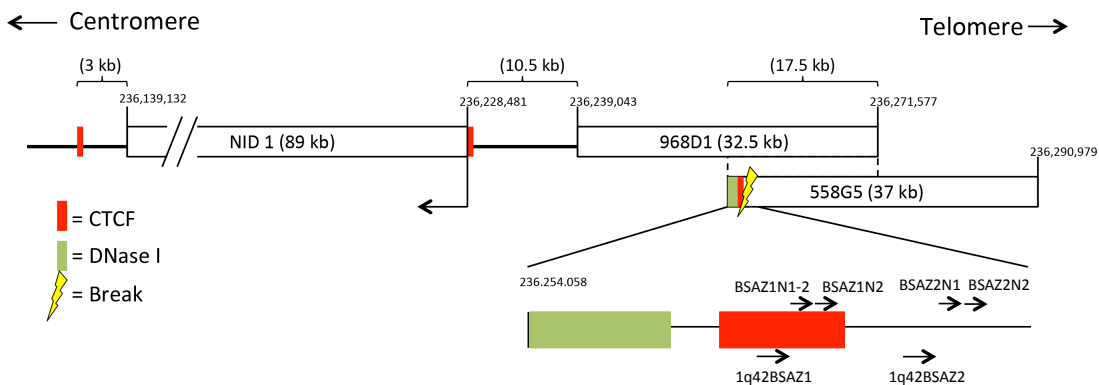 Centromere
Telomere
(3 kb)
(10.5 kb)
(17.5 kb)
236,139,132
236,228,481
236,239,043
236,271,577
NID 1 (89 kb)
968D1 (32.5 kb)
236,290,979
558G5 (37 kb)
= CTCF
= DNase I
= Break
236.254.058
BSAZ1N1-2
BSAZ1N2
BSAZ2N1
BSAZ2N2
1q42BSAZ1
1q42BSAZ2